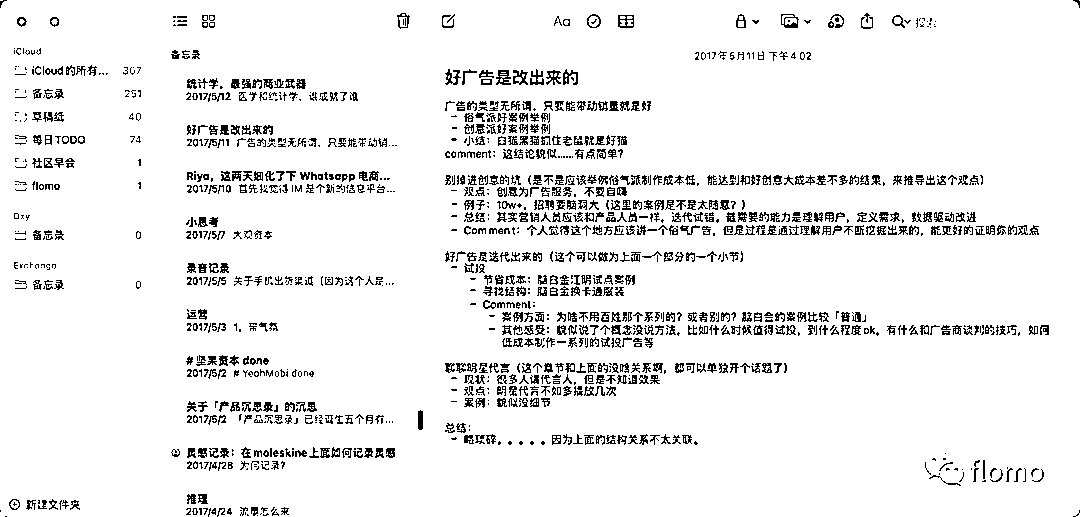 Aa
搜索
iCloud
iCloud的所有... 307
备忘录 251
草稿纸 40
每日TODO 74
社区早会 1
flomo 1
备忘录 0
Exchange
备忘录 0
新建文件夹
备忘录
统计学，最强的商业武器
2017/5/12 医学和统计学，谁成就了谁
好广告是改出来的
2017/5/11 广告的类型无所谓，只要能带动销...
Riya，这两天细化了下 Whatsapp 电商...
2017/5/10 首先我觉得IM是个新的信息平台...
小思考
2017/5/7 大观资本
录音记录
2017/5/5 关于手机出货渠道（因为这个人是...
运营
2017/5/3 1，带气氛
# 坚果资本 done
2017/5/2 # YeahMobi done
关于「产品沉思录」的沉思
2017/5/2 「产品沉思录」已经诞生五个月有...
灵感记录：在moleskine上面如何记录灵感
2017/4/28 为何记录？
推理
2017/4/24 流量怎么来
2017年5月11日 下午4:02
好广告是改出来的
广告的类型无所谓，只要能带动销量就是好
- 俗气派好案例举例
- 创意派好案例举例
- 小结：白猫黑猫抓住老鼠就是好猫
comment：这结论貌似......有点简单？
别掉进创意的坑（是不是应该举例俗气派制作成本低，能达到和好创意大成本差不多的结果，来推导出这个观点）
- 观点：创意为广告服务，不要自嗨
- 例子：10w+，招聘要脑洞大（这里的案例是不是太随意？）
- 总结：其实营销人员应该和产品人员一样，迭代试错。最需要的能力是理解用户，定义需求，数据驱动改进
- Comment：个人觉得这个地方应该讲一个俗气广告，但是过程是通过理解用户不断挖掘出来的，能更好的证明你的观点
好广告是迭代出来的（这个可以做为上面一个部分的一个小节）
- 试投
- 节省成本：脑白金江阴试点案例
- 寻找结构：脑白金换卡通服装
- Comment：
- 案例方面：为啥不用百姓那个系列的？或者别的？脑白金的案例比较「普通」
- 其他感受：貌似说了个概念没说方法，比如什么时候值得试投，到什么程度ok，有什么和广告商谈判的技巧，如何
低成本制作一系列的试投广告等
聊聊明星代言（这个章节和上面的没啥关系啊，都可以单独开个话题了）
- 现状：很多人请代言人，但是不知道效果
- 观点：明星代言不如多播放几次
- 案例：貌似没细节
总结：
- 略琐碎。。。。。因为上面的结构关系不太关联。
flomo